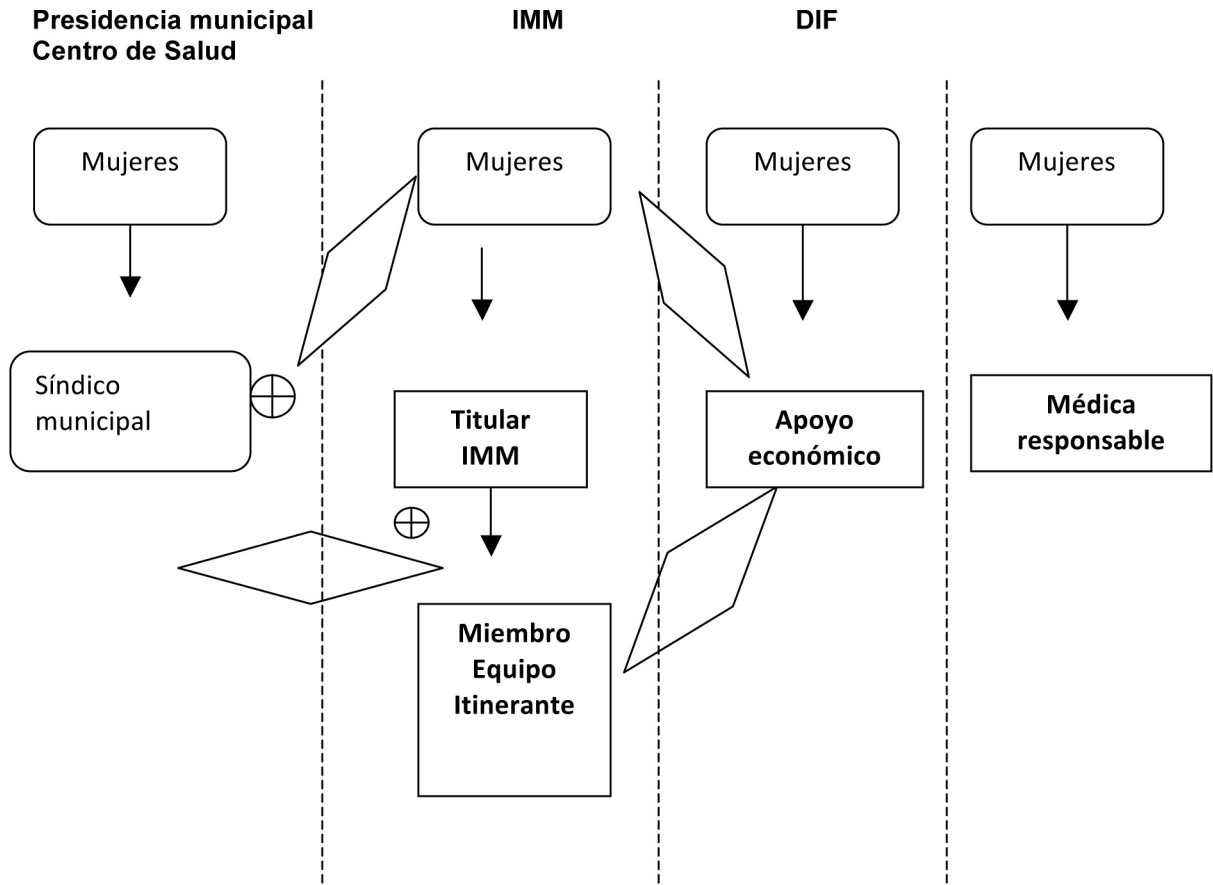 Presidencia municipal
Centro de Salud
IMM
DIF
Mujeres
Mujeres
Mujeres
Mujeres
Síndico
municipal
Titular
IMM
Apoyo
económico
Médica
responsable
Miembro
Equipo
Itinerante